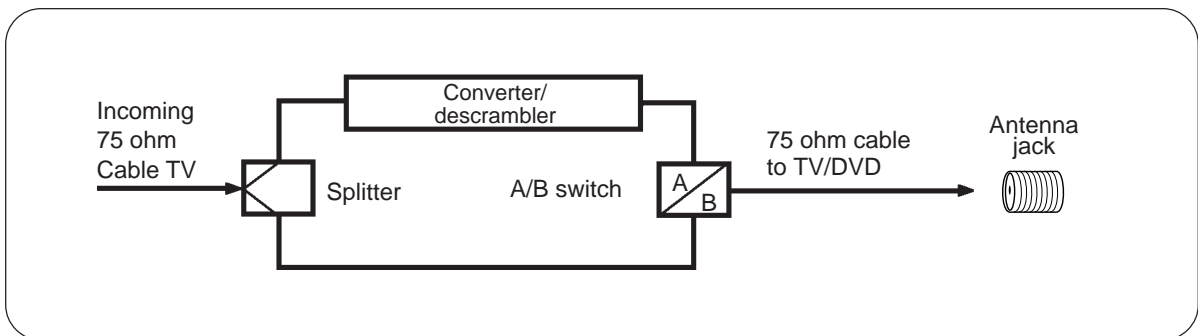 Incoming
75 ohm
Cable TV
Splitter
Converter/
descrambler
A/B switch
A
B
75 ohm cable
to TV/DVD
Antenna
jack